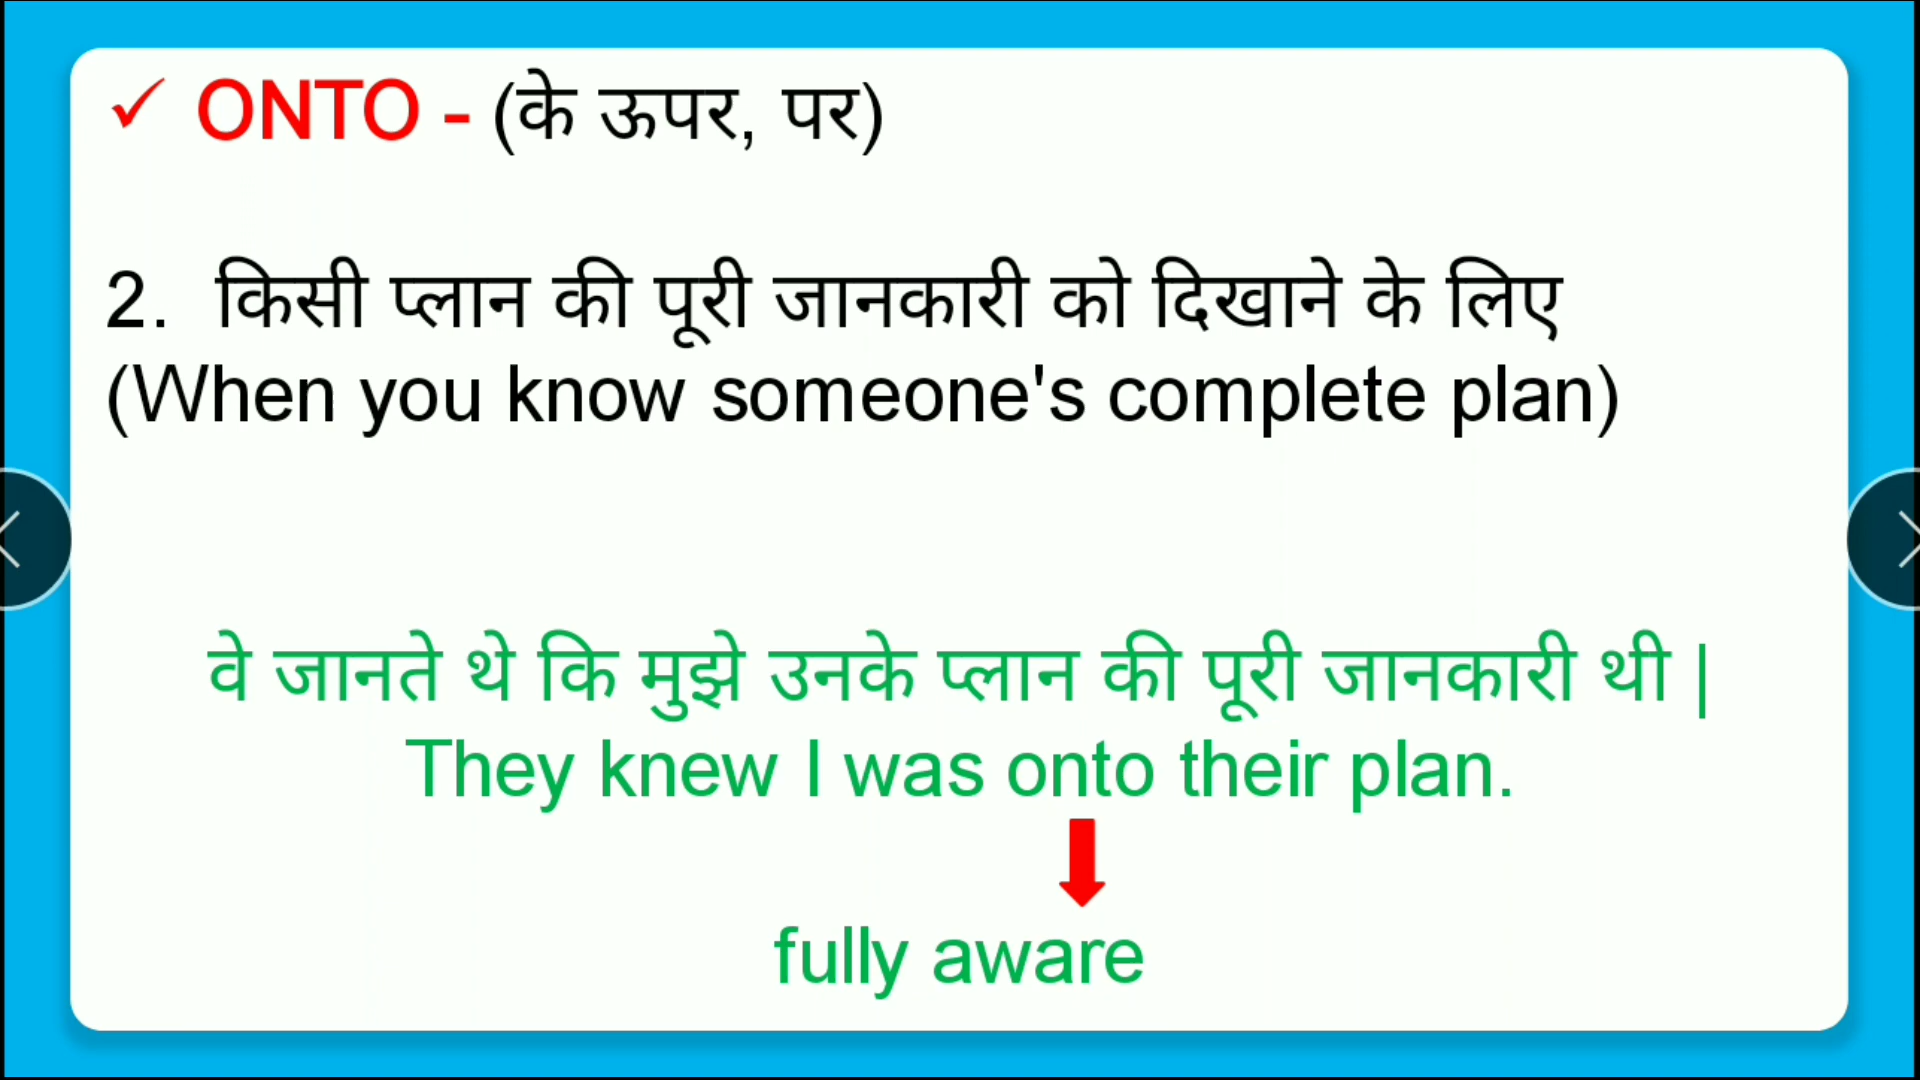 ✓ ONTO - (के ऊपर, पर)
2. किसी प्लान की पूरी जानकारी को दिखाने के लिए
(When you know someone's complete plan)
वे जानते थे कि मुझे उनके प्लान की पूरी जानकारी थी |
They knew I was onto their plan.
fully aware